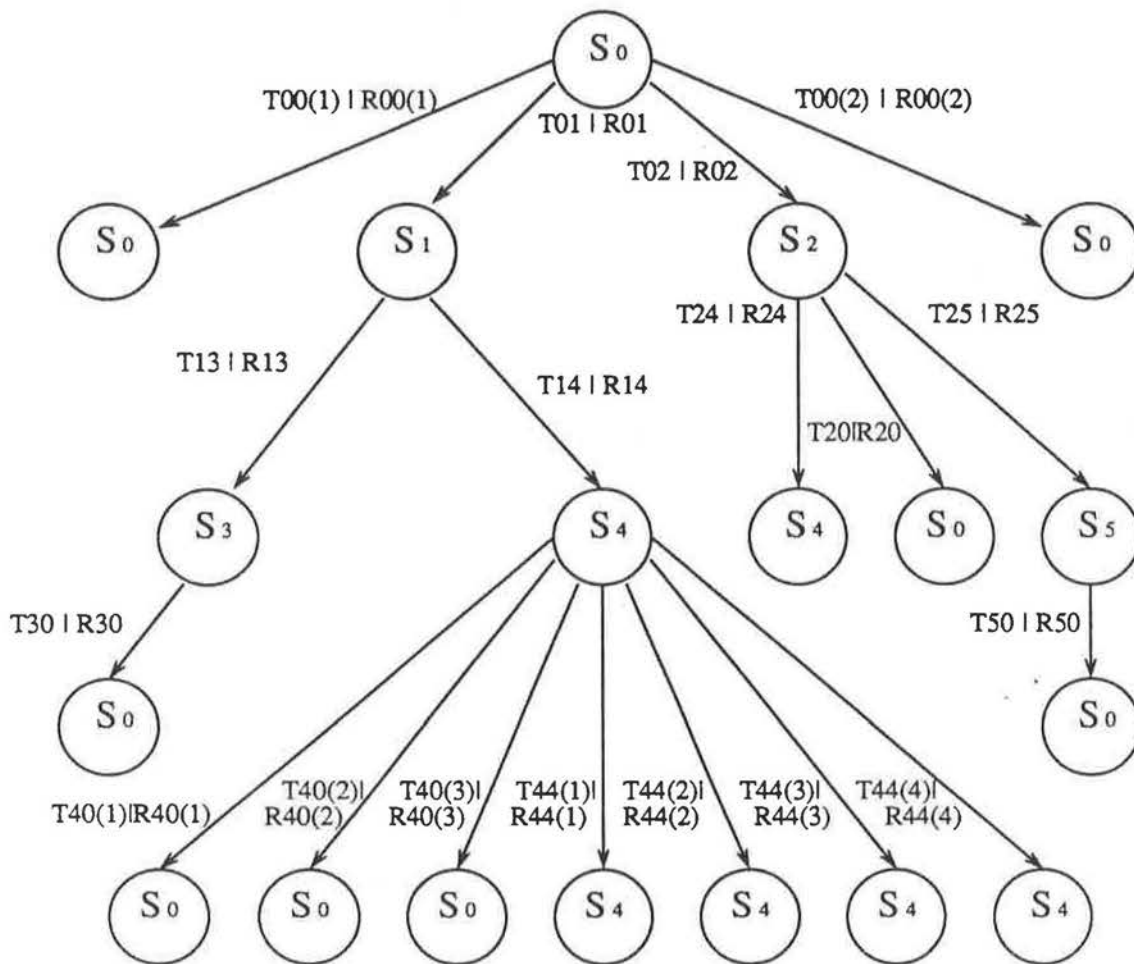 S0
T00(1) | R00(1)
T01 | R01
T02 | R02
T00(2) | R00(2)
S0
S1
S2
S0
T13 | R13
T14 | R14
T24 | R24
T20|R20
T25 | R25
S3
S4
S4
S0
S5
T30 | R30
T50 | R50
S0
S0
T40(1)|R40(1)
T40(2)|
R40(2)
T40(3)|
R40(3)
T44(1)|
R44(1)
T44(2)|
R44(2)
T44(3)|
R44(3)
T44(4)|
R44(4)
S0
S0
S0
S4
S4
S4
S4